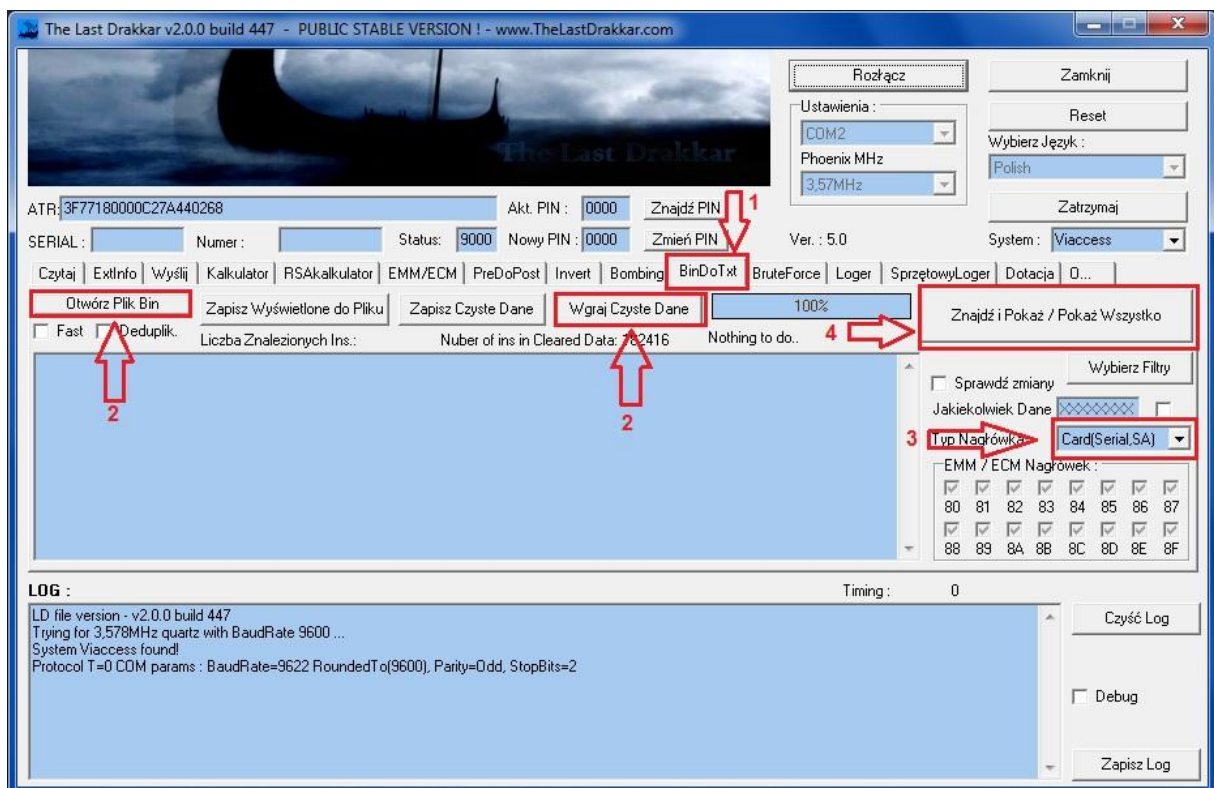 The Last Drakkar v2.0.0 build 447 - PUBLIC STABLE VERSION ! - www.TheLastDrakkar.com
The Last Drakkar
Rozłącz
Zamknij
Ustawienia :
COM2
Phoenix MHz
3,57MHz
Reset
Wybierz Język :
Polish
Zatrzymaj
ATR: 3F77180000C27A440268 Akt. PIN : 0000 Znajdź PIN 1
SERIAL : Numer : Status: 9000 Nowy PIN : 0000 Zmień PIN Ver. : 5.0 System : Viaccess
Czytaj ExtInfo Wyślij Kalkulator RSAkalkulator EMM/ECM PreDoPost Invert Bombing BinDoTxt BruteForce Loger SprzętowyLoger Dotacja O...
Otwórz Plik Bin Zapisz Wyświetlone do Pliku Zapisz Czyste Dane Wgraj Czyste Dane 100% Znajdź i Pokaż / Pokaż Wszystko
Fast Deduplik. Liczba Znalezionych Ins.: Nuber of ins in Cleared Data: 182416 Nothing to do.. 4
2
2
Wybierz Filtry
Sprawdź zmiany
Jakiekolwiek Dane XXXXXXXX
3 Typ Nagłówka Card(Serial,SA)
EMM / ECM Nagłówek :
80 81 82 83 84 85 86 87
88 89 8A 8B 8C 8D 8E 8F
LOG : Timing : 0
LD file version - v2.0.0 build 447
Trying for 3,578MHz quartz with BaudRate 9600 ...
System Viaccess found!
Protocol T=0 COM params : BaudRate=9622 RoundedTo(9600), Parity=Odd, StopBits=2
Czyść Log
Debug
Zapisz Log